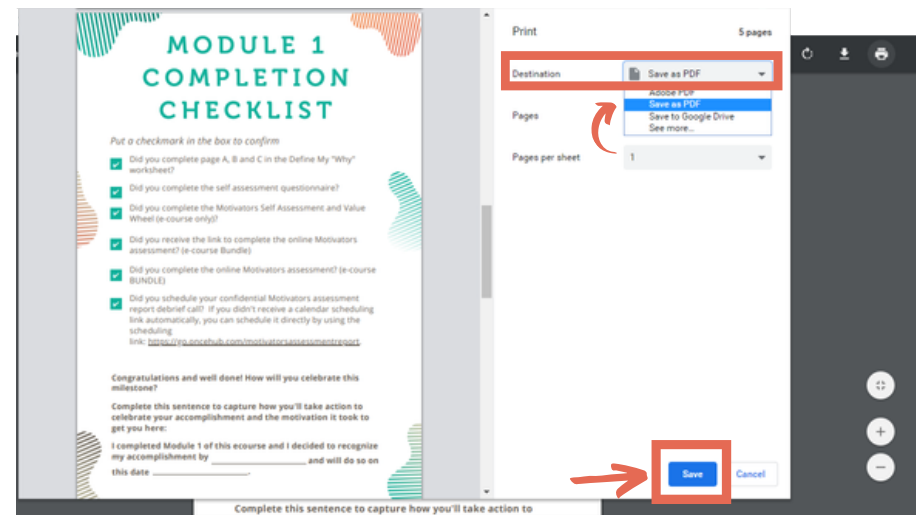 MODULE 1
COMPLETION
CHECKLIST
Put a checkmark in the box to confirm
Did you complete page A, B and C in the Define My "Why"
worksheet?
Did you complete the self assessment questionnaire?
Did you complete the Motivators Self Assessment and Value
Wheel (e-course only)?
Did you receive the link to complete the online Motivators
assessment? (e-course Bundle)
Did you complete the online Motivators assessment? (e-course
BUNDLE)
Did you schedule your confidential Motivators assessment
report debrief call? If you didn't receive a calendar scheduling
link automatically, you can schedule it directly by using the
scheduling
link: https://go.oncehub.com/motivatorsassessmentreport.
Congratulations and well done! How will you celebrate this
milestone?
Complete this sentence to capture how you'll take action to
celebrate your accomplishment and the motivation it took to
get you here:
I completed Module 1 of this ecourse and I decided to recognize
my accomplishment by ____________________ and will do so on
this date ____________________.
Complete this sentence to capture how you'll take action to
Print
5 pages
Destination
Save as PDF
Adobe PDF
Save as PDF
Save to Google Drive
See more...
Pages
Pages per sheet
1
Save
Cancel